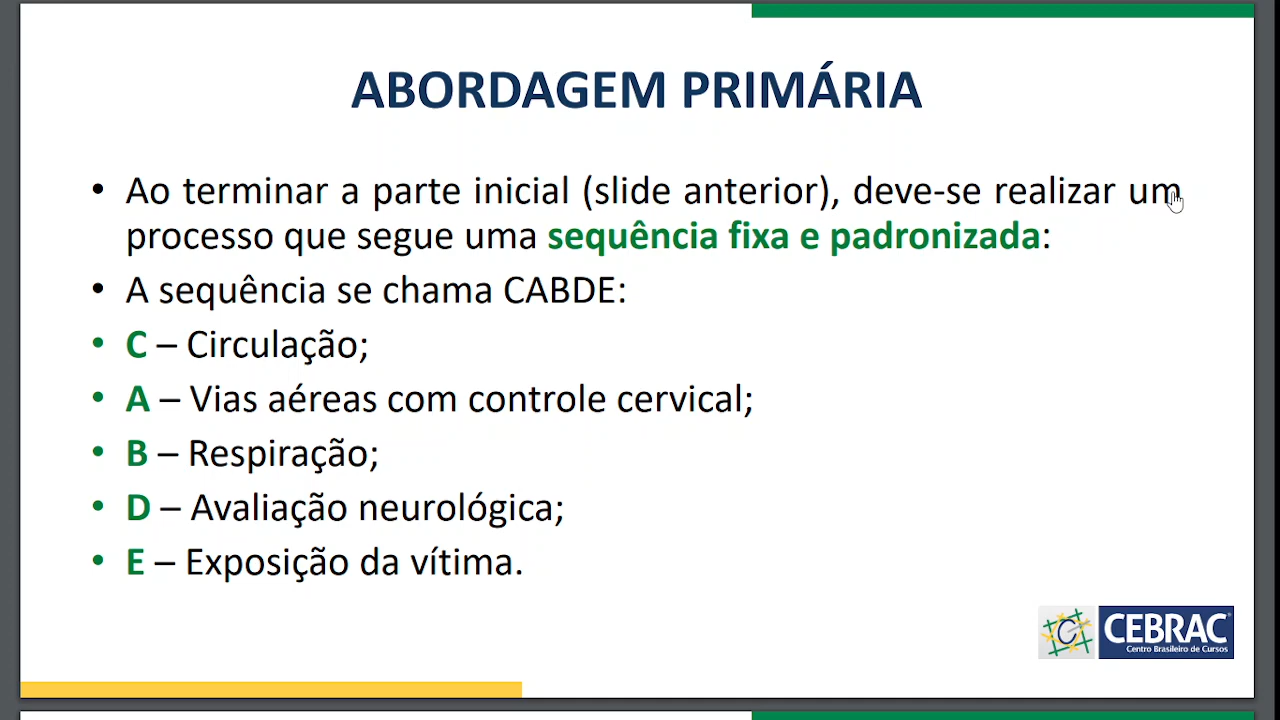 ABORDAGEM PRIMÁRIA
• Ao terminar a parte inicial (slide anterior), deve-se realizar um
processo que segue uma sequência fixa e padronizada:
• A sequência se chama CABDE:
• C – Circulação;
• A – Vias aéreas com controle cervical;
• B – Respiração;
• D – Avaliação neurológica;
• E – Exposição da vítima.
C
CEBRAC
Centro Brasileiro de Cursos